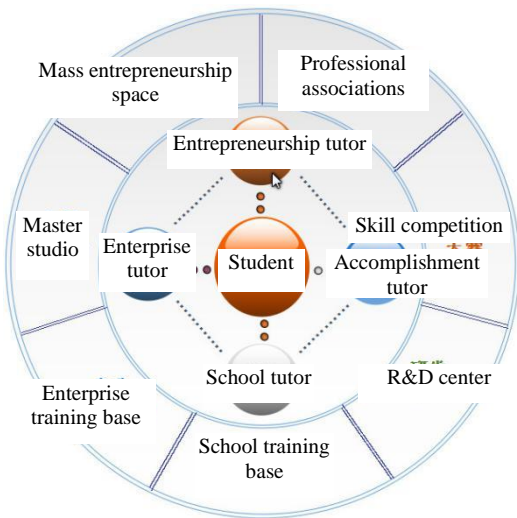 Mass entrepreneurship
space
Professional
associations
Entrepreneurship tutor
Master
studio
Enterprise
tutor
Student
Skill competition
Accomplishment
tutor
School tutor
R&D center
Enterprise
training base
School training
base